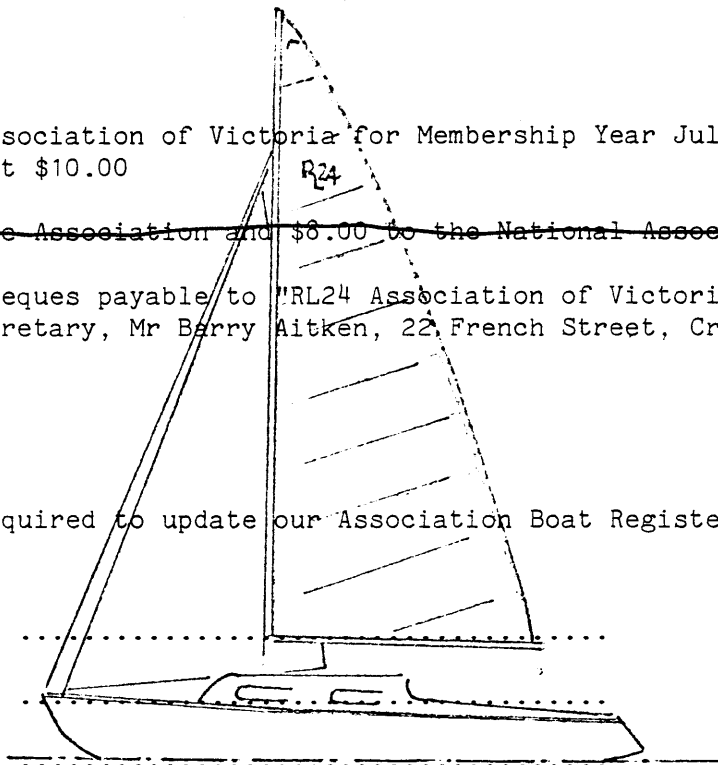 sociation of Victoria for Membership Year Jul
t $10.00
R24
e Association and $8.00 to the National Assoc
eques payable to "RL24 Association of Victori
retary, Mr Barry Aitken, 22 French Street, Cr
quired to update our Association Boat Registe